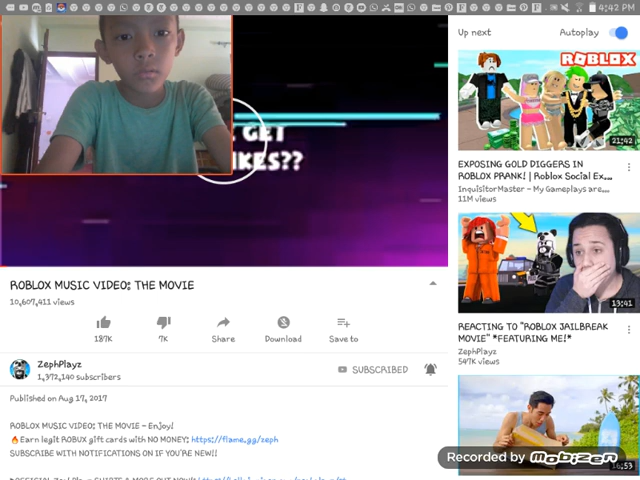 4:42 PM
Up next
Autoplay
GET
IKES??
ROBLOX
21:42
EXPOSING GOLD DIGGERS IN
ROBLOX PRANK! | Roblox Social Ex...
InquisitorMaster - My Gameplays are...
11M views
13:41
REACTING TO "ROBLOX JAILBREAK
MOVIE" *FEATURING ME!*
ZephPlayz
547K views
ROBLOX MUSIC VIDEO: THE MOVIE
10,607,411 views
187K
7K
Share
Download
Save to
ZephPlayz
1,372,140 subscribers
SUBSCRIBED
Published on Aug 17, 2017
ROBLOX MUSIC VIDEO: THE MOVIE - Enjoy!
🔥Earn legit ROBUX gift cards with NO MONEY: https://flame.gg/zeph
SUBSCRIBE WITH NOTIFICATIONS ON IF YOU'RE NEW!!
Recorded by Mobizen
16:53